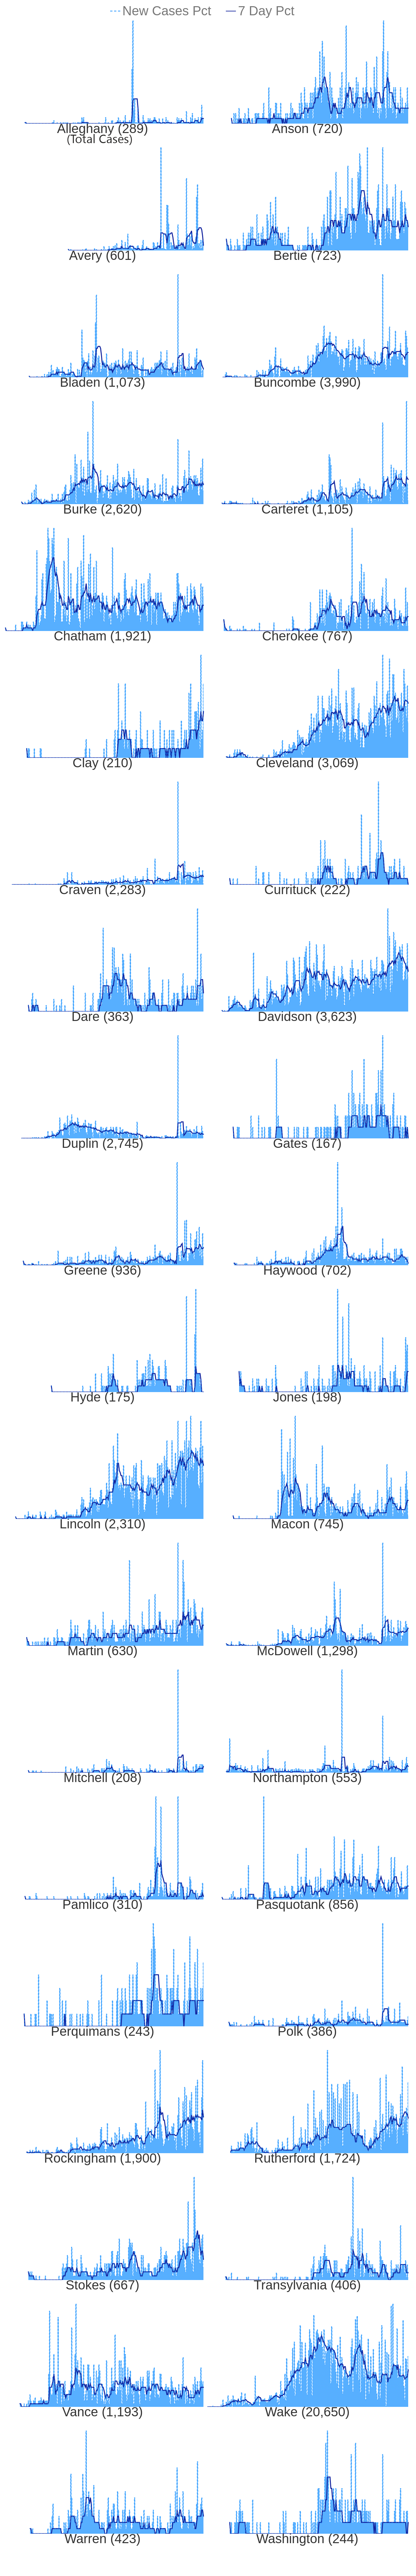 New Cases Pct 7 Day Pct
Alleghany (289) Anson (720)
(Total Cases)
Avery (601) Bertie (723)
Bladen (1,073) Buncombe (3,990)
Burke (2,620) Carteret (1,105)
Chatham (1,921) Cherokee (767)
Clay (210) Cleveland (3,069)
Craven (2,283) Currituck (222)
Dare (363) Davidson (3,623)
Duplin (2,745) Gates (167)
Greene (936) Haywood (702)
Hyde (175) Jones (198)
Lincoln (2,310) Macon (745)
Martin (630) McDowell (1,298)
Mitchell (208) Northampton (553)
Pamlico (310) Pasquotank (856)
Perquimans (243) Polk (386)
Rockingham (1,900) Rutherford (1,724)
Stokes (667) Transylvania (406)
Vance (1,193) Wake (20,650)
Warren (423) Washington (244)